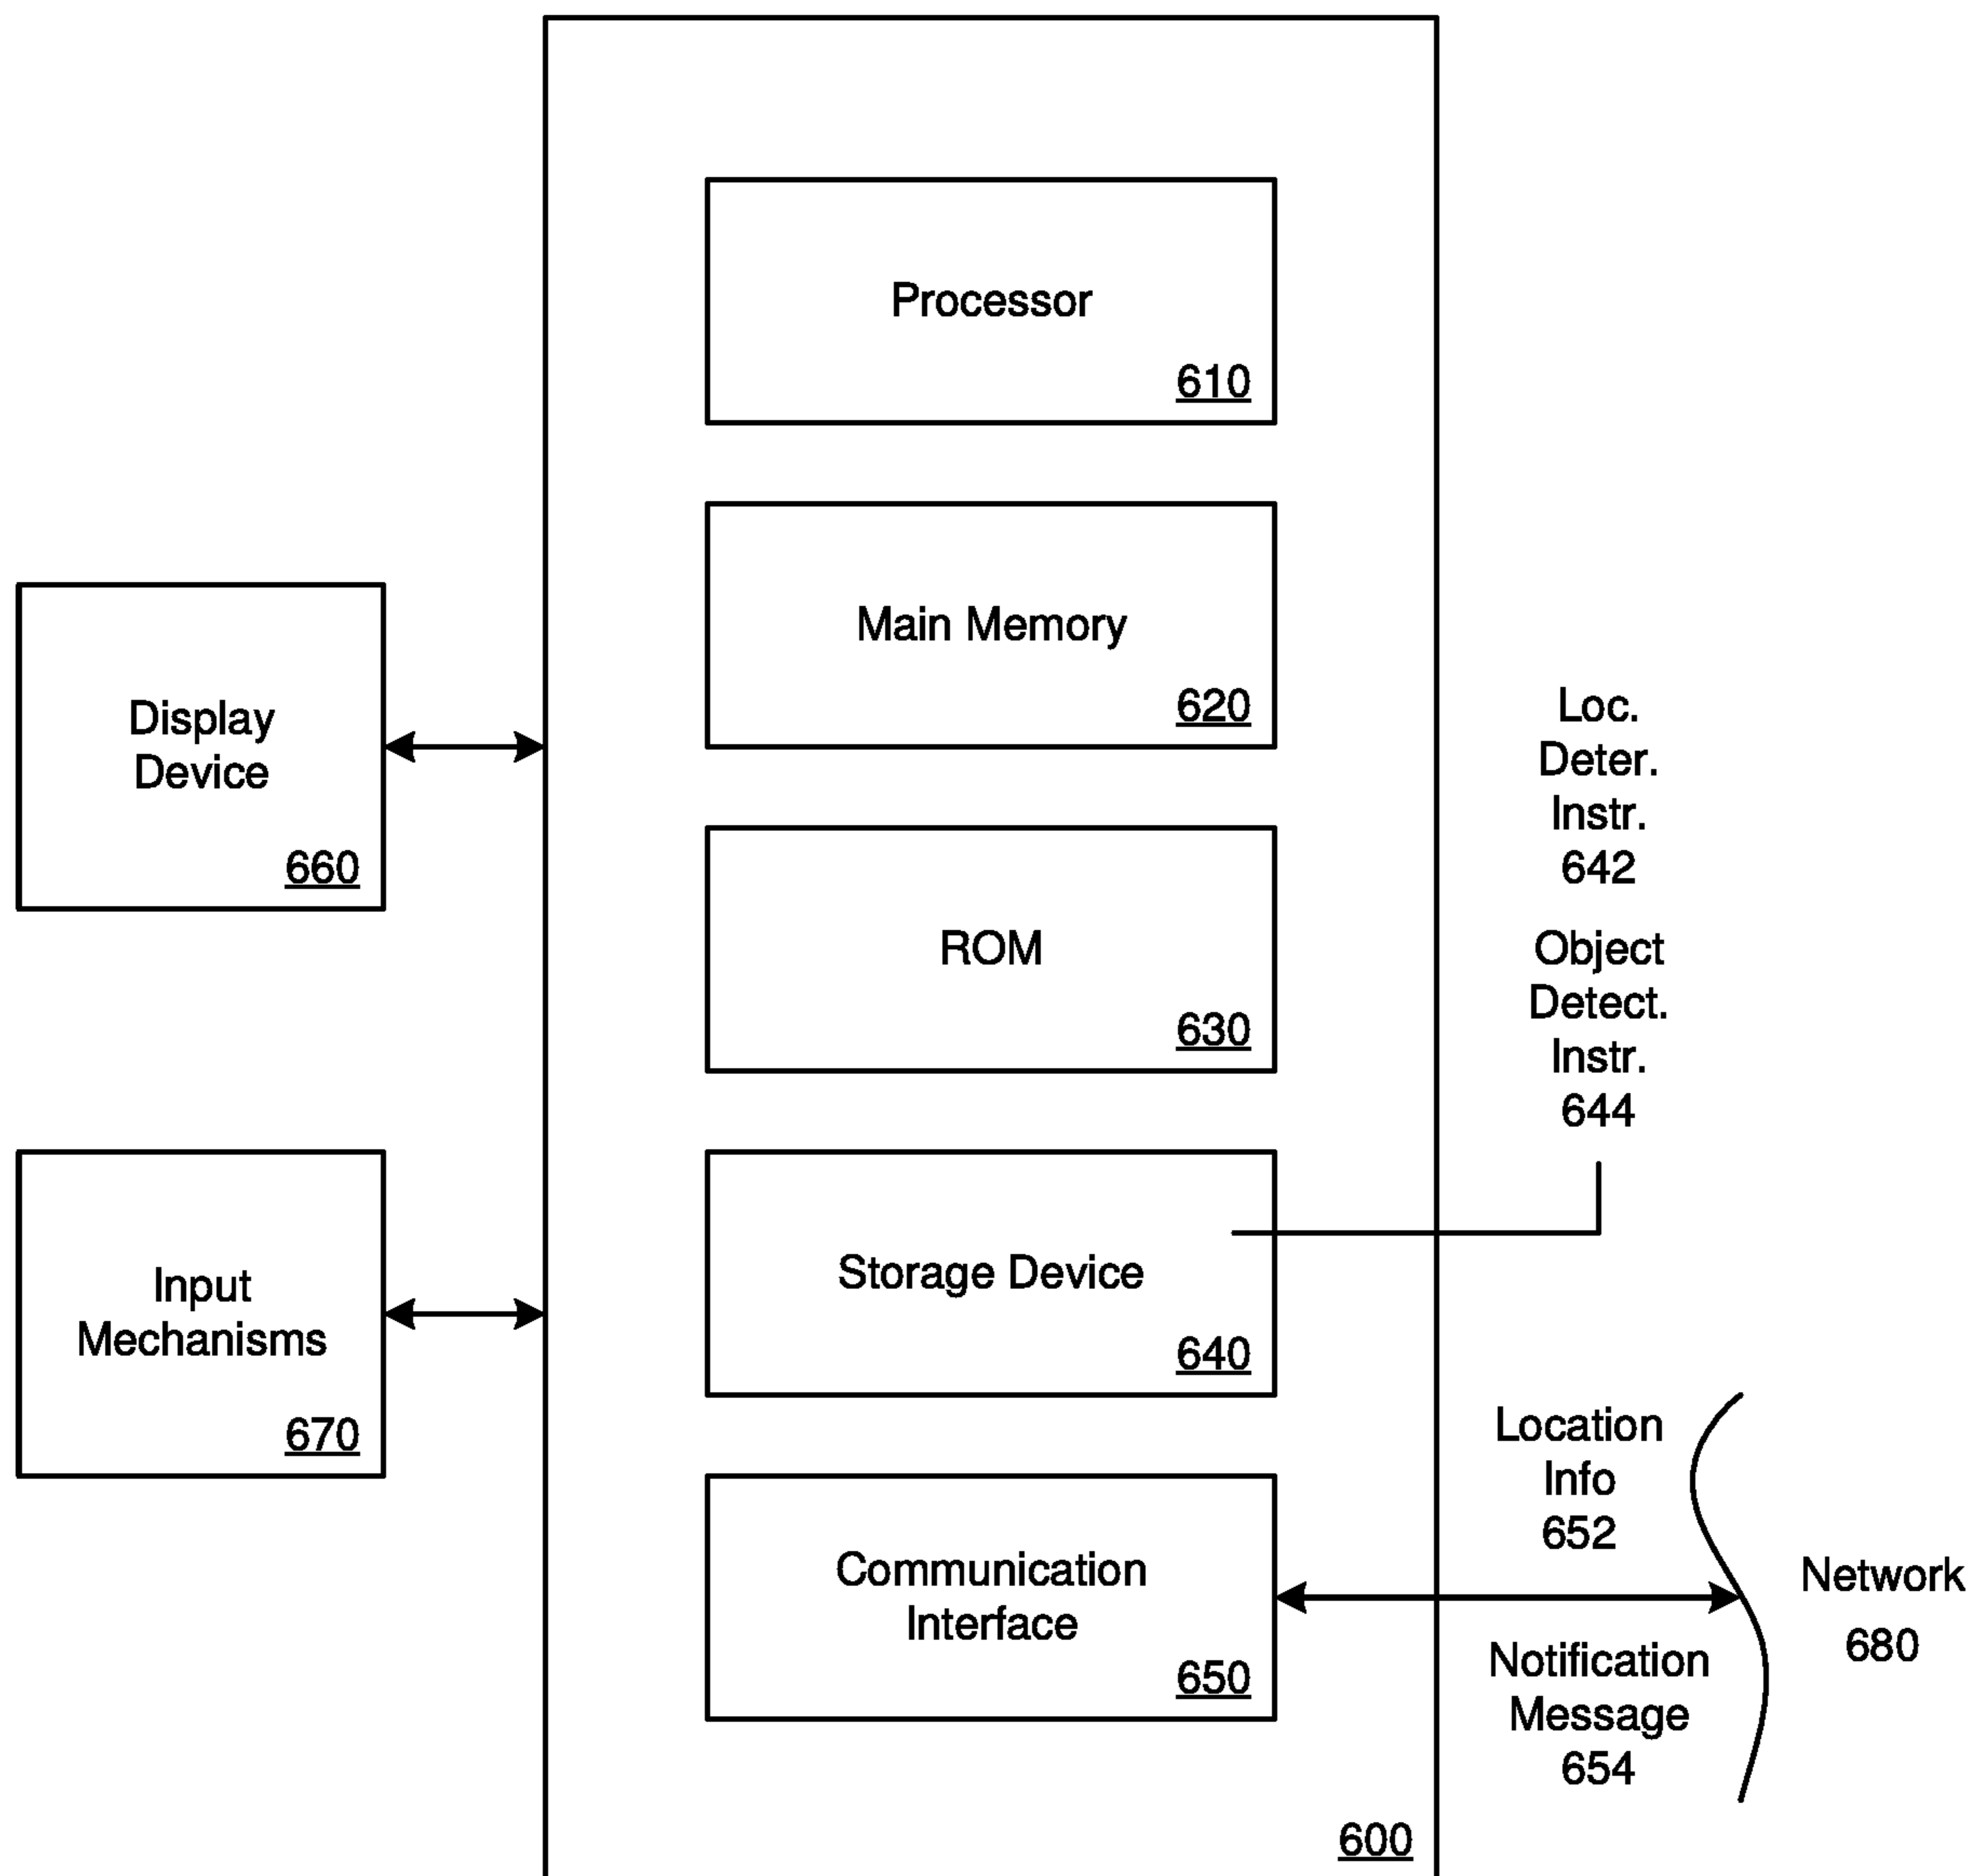 Processor
610
Main Memory
620
ROM
630
Storage Device
640
Communication
Interface
650
600
Display
Device
660
Input
Mechanisms
670
Loc.
Deter.
Instr.
642
Object
Detect.
Instr.
644
Location
Info
652
Notification
Message
654
Network
680